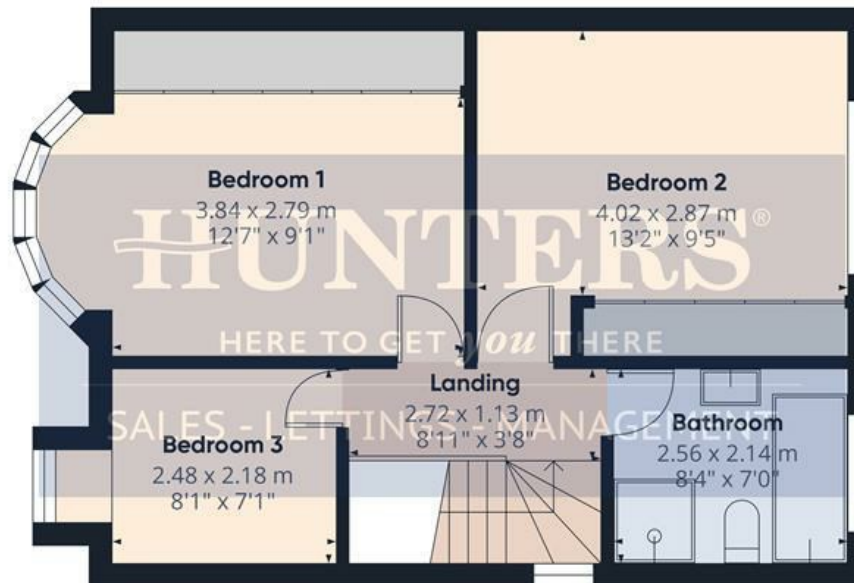 Bedroom 1
3.84 x 2.79 m
12'7" x 9'1"
Bedroom 2
4.02 x 2.87 m
13'2" x 9'5"
HUNTERS®
HERE TO GET you THERE
SALES - LETTINGS - MANAGEMENT
Landing
2.72 x 1.13 m
8'11" x 3'8"
Bedroom 3
2.48 x 2.18 m
8'1" x 7'1"
Bathroom
2.56 x 2.14 m
8'4" x 7'0"